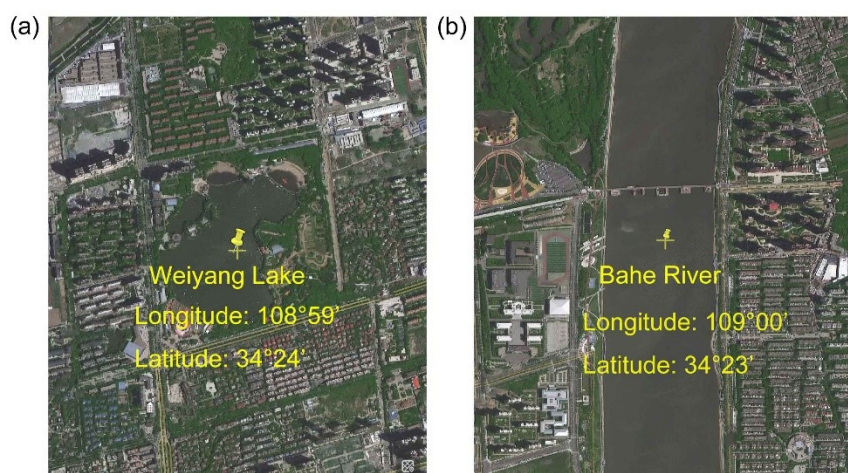 (a)
Weiyang Lake
Longitude: 108°59’
Latitude: 34°24’
(b)
Bahe River
Longitude: 109°00’
Latitude: 34°23’